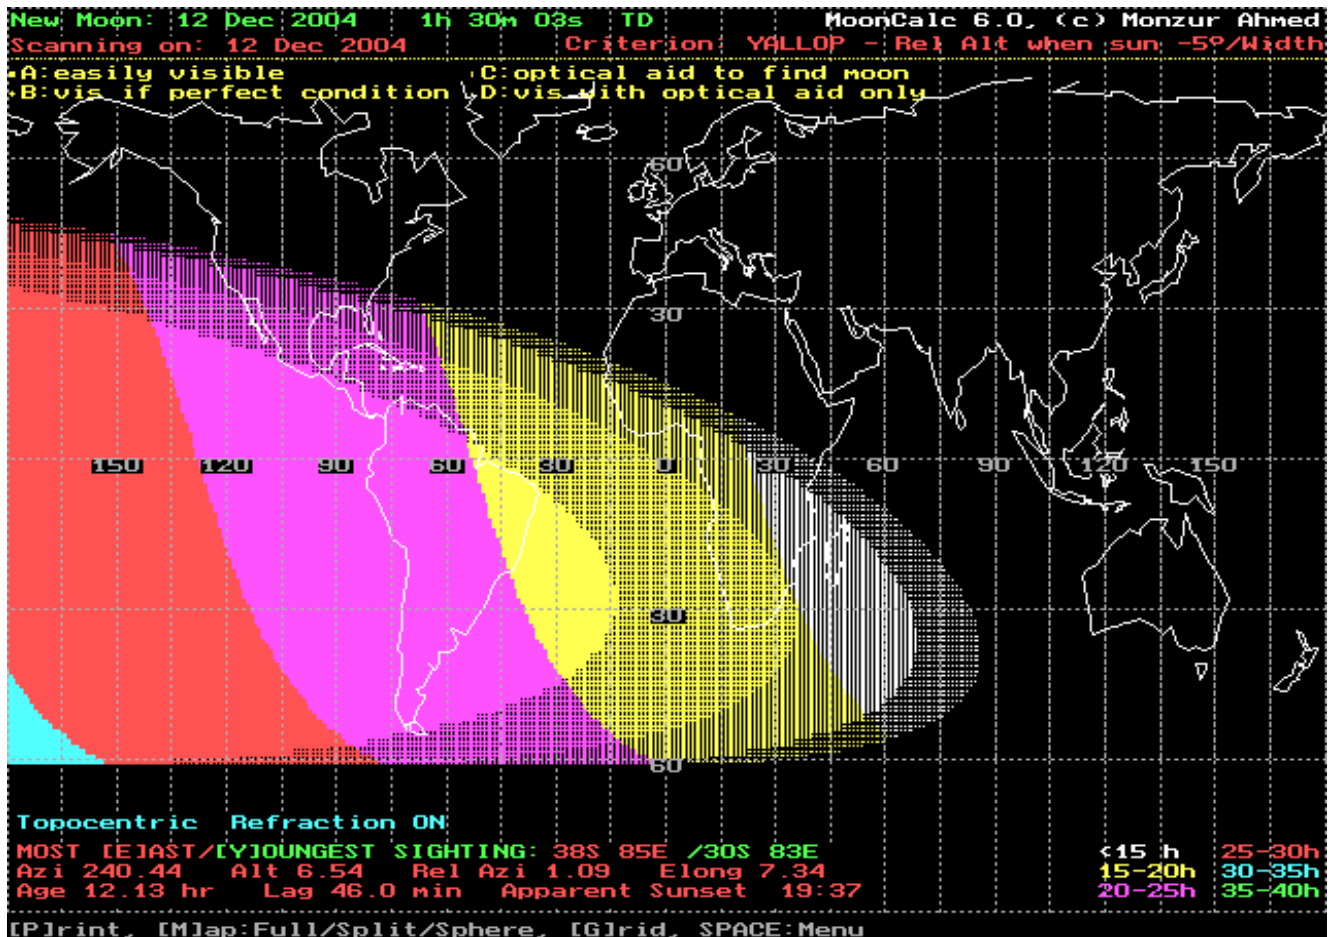 New Moon: 12 Dec 2004 1h 30m 03s TD MoonCalc 6.0, (c) Monzur Ahmed
Scanning on: 12 Dec 2004 Criterion: YALLOP - Rel Alt when sun -5º/Width
A:easily visible C:optical aid to find moon
B:vis if perfect condition D:vis with optical aid only
60
30
150 120 90 60 30 0 30 60 90 120 150
30
60
Topocentric Refraction ON
MOST [E]AST/[Y]OUNGEST SIGHTING: 38S 85E /30S 83E <15 h 25-30h
Azi 240.44 Alt 6.54 Rel Azi 1.09 Elong 7.34 15-20h 30-35h
Age 12.13 hr Lag 46.0 min Apparent Sunset 19:37 20-25h 35-40h
[P]rint, [M]ap:Full/Split/Sphere, [G]rid, SPACE:Menu